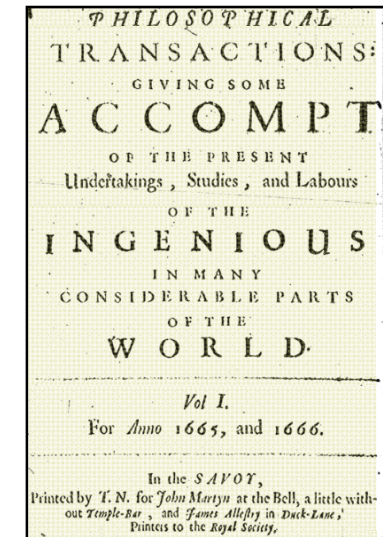 PHILOSOPHICAL
TRANSACTIONS:
GIVING SOME
ACCOMPT
OF THE PRESENT
Undertakings, Studies, and Labours
OF THE
INGENIOUS
IN MANY
CONSIDERABLE PARTS
OF THE
WORLD.
Vol I.
For Anno 1665, and 1666.
In the SAVOY,
Printed by T. N. for John Martyn at the Bell, a little with-
out Temple-Bar, and James Allestry in Duck-Lane,
Printers to the Royal Society.